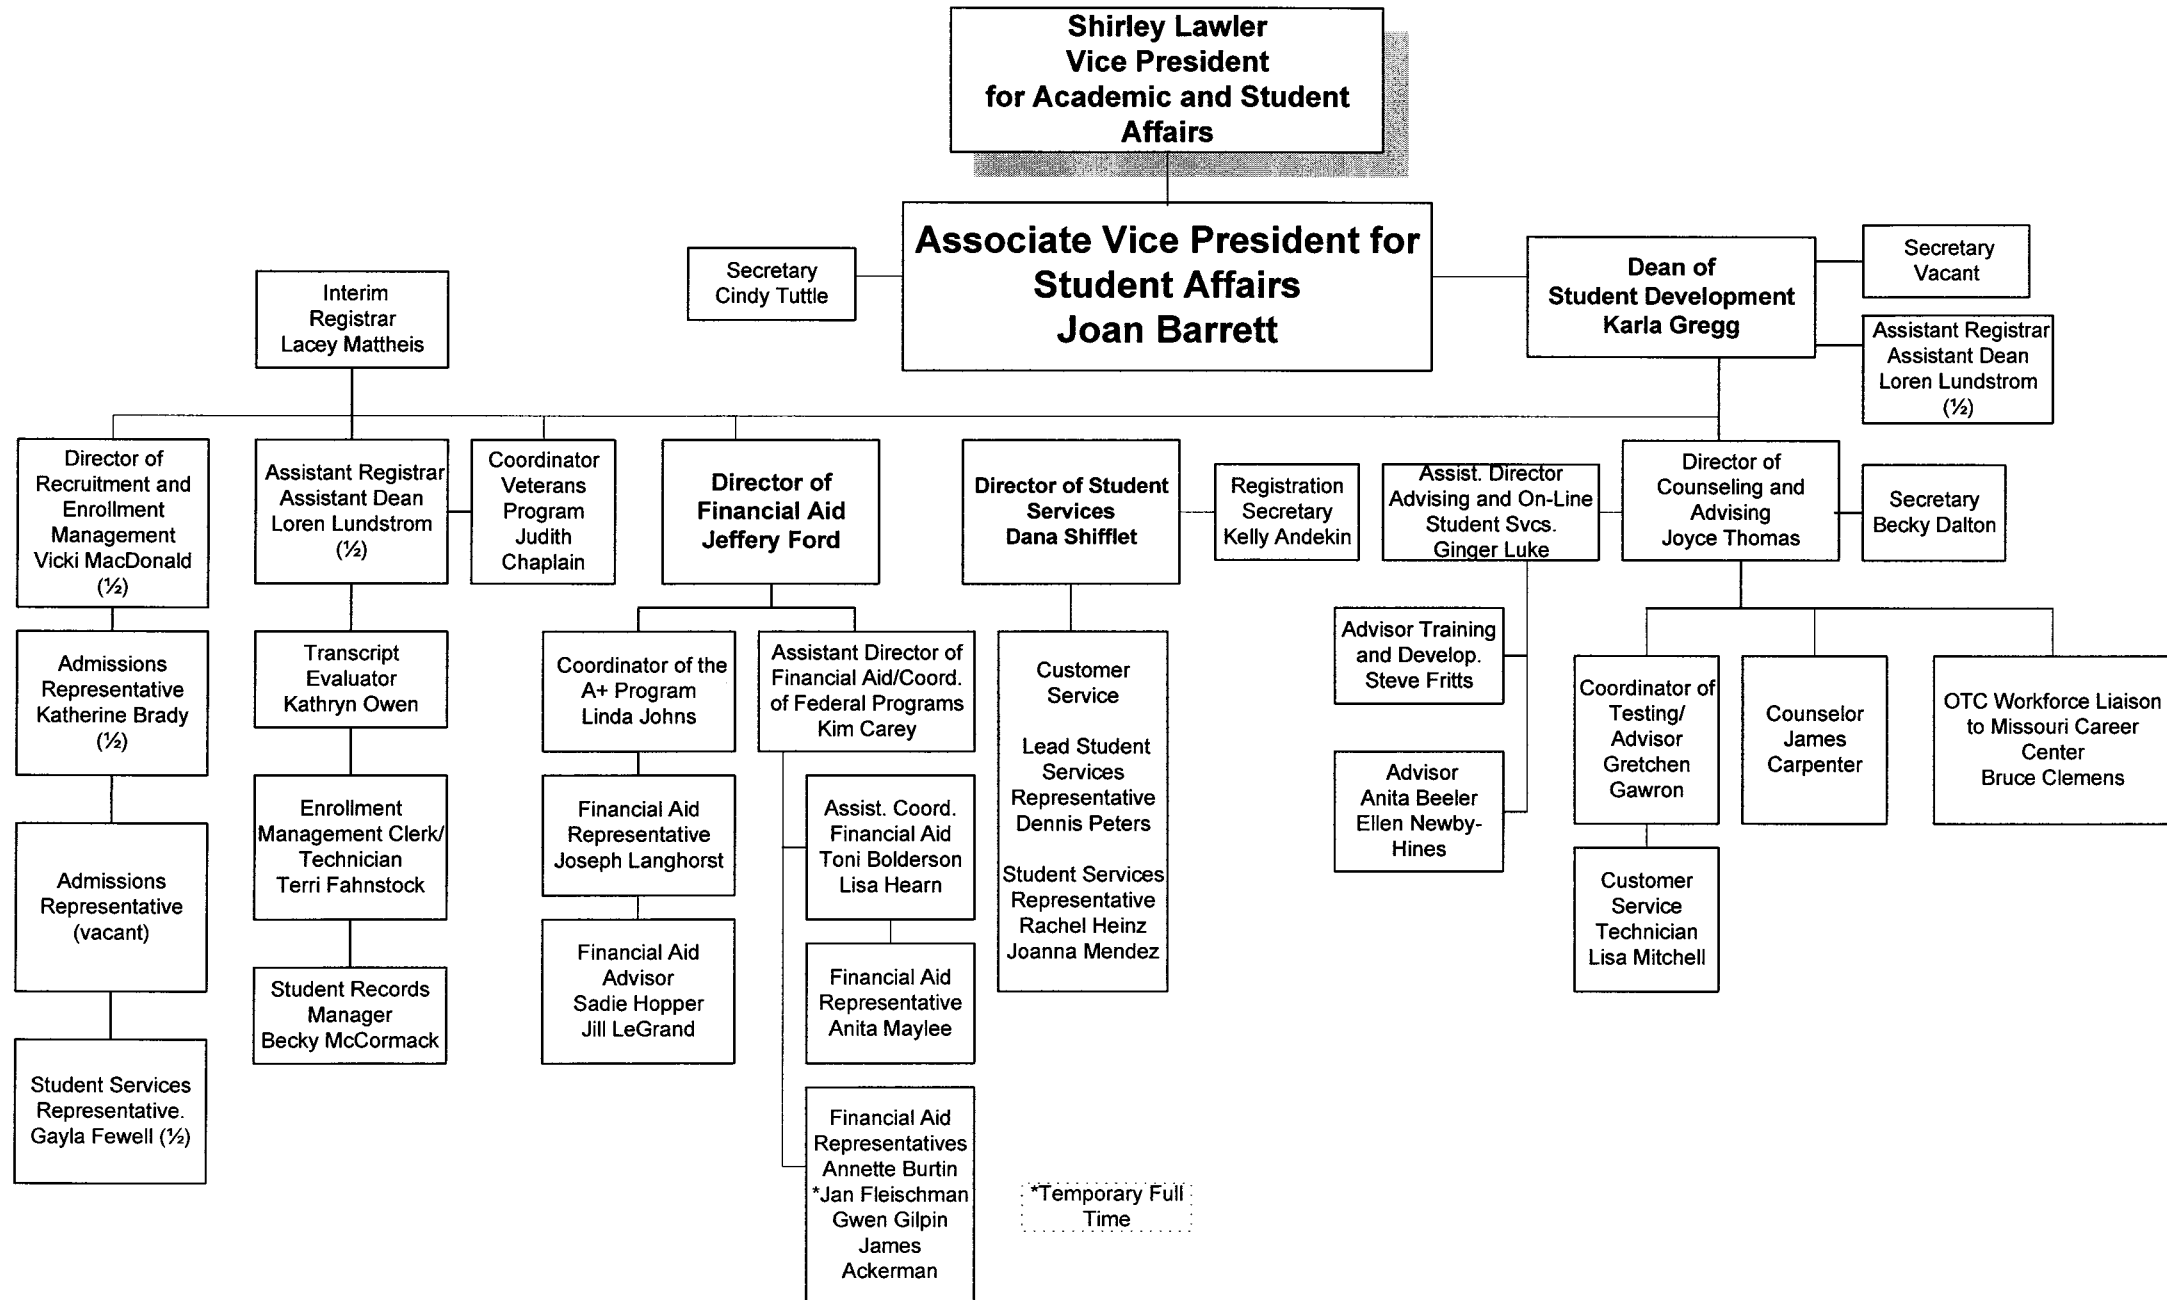 Shirley Lawler
Vice President
for Academic and Student
Affairs
Associate Vice President for
Student Affairs
Joan Barrett
Secretary
Cindy Tuttle
Dean of
Student Development
Karla Gregg
Secretary
Vacant
Assistant Registrar
Assistant Dean
Loren Lundstrom
(½)
Interim
Registrar
Lacey Mattheis
Director of
Recruitment and
Enrollment
Management
Vicki MacDonald
(½)
Assistant Registrar
Assistant Dean
Loren Lundstrom
(½)
Coordinator
Veterans
Program
Judith
Chaplain
Director of
Financial Aid
Jeffery Ford
Director of Student
Services
Dana Shifflet
Registration
Secretary
Kelly Andekin
Assist. Director
Advising and On-Line
Student Svcs.
Ginger Luke
Director of
Counseling and
Advising
Joyce Thomas
Secretary
Becky Dalton
Admissions
Representative
Katherine Brady
(½)
Admissions
Representative
(vacant)
Student Services
Representative.
Gayla Fewell (½)
Transcript
Evaluator
Kathryn Owen
Enrollment
Management Clerk/
Technician
Terri Fahnstock
Student Records
Manager
Becky McCormack
Coordinator of the
A+ Program
Linda Johns
Financial Aid
Representative
Joseph Langhorst
Financial Aid
Advisor
Sadie Hopper
Jill LeGrand
Assistant Director of
Financial Aid/Coord.
of Federal Programs
Kim Carey
Assist. Coord.
Financial Aid
Toni Bolderson
Lisa Hearn
Financial Aid
Representative
Anita Maylee
Financial Aid
Representatives
Annette Burtin
*Jan Fleischman
Gwen Gilpin
James
Ackerman
Customer
Service
Lead Student
Services
Representative
Dennis Peters
Student Services
Representative
Rachel Heinz
Joanna Mendez
Advisor Training
and Develop.
Steve Fritts
Advisor
Anita Beeler
Ellen Newby-
Hines
Coordinator of
Testing/
Advisor
Gretchen
Gawron
Customer
Service
Technician
Lisa Mitchell
Counselor
James
Carpenter
OTC Workforce Liaison
to Missouri Career
Center
Bruce Clemens
*Temporary Full
Time